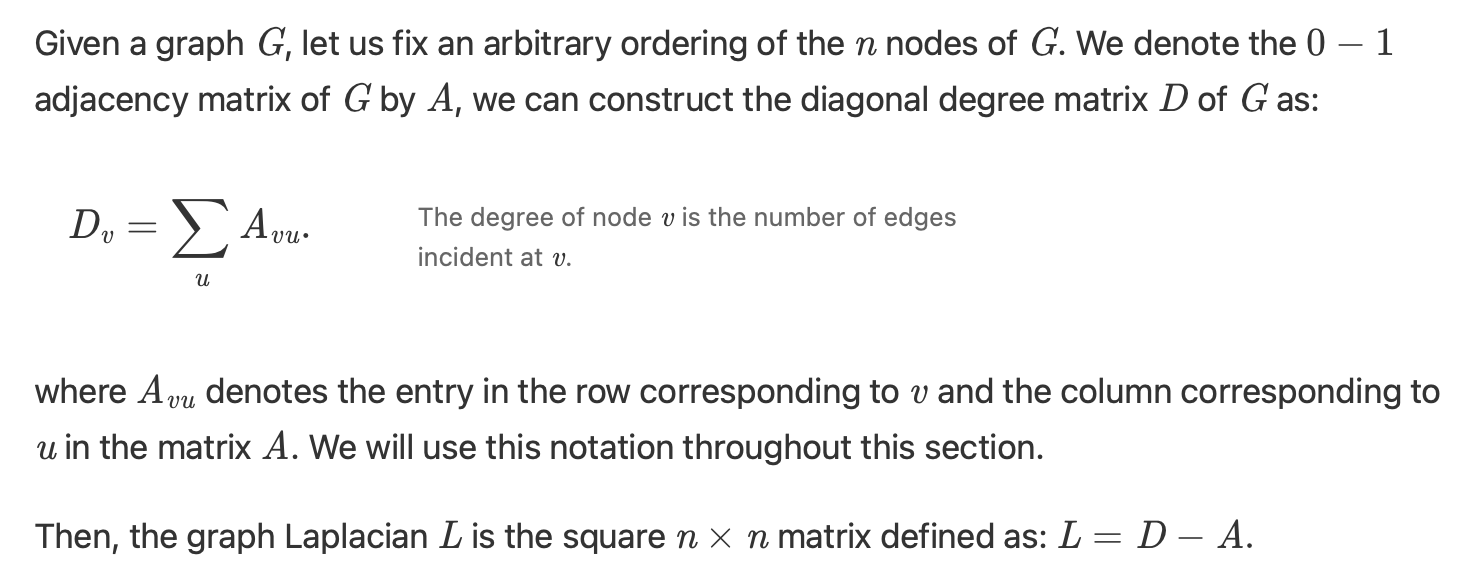 Given a graph G, let us fix an arbitrary ordering of the n nodes of G. We denote the 0 − 1
adjacency matrix of G by A, we can construct the diagonal degree matrix D of G as:
D_v = ∑_u A_{vu}.
The degree of node v is the number of edges
incident at v.
where A_{vu} denotes the entry in the row corresponding to v and the column corresponding to
u in the matrix A. We will use this notation throughout this section.
Then, the graph Laplacian L is the square n × n matrix defined as: L = D − A.